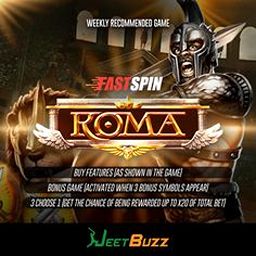 WEEKLY RECOMMENDED GAME
FASTSPIN
ROMA
BUY FEATURES (AS SHOWN IN THE GAME)
BONUS GAME (ACTIVATED WHEN 3 BONUS SYMBOLS APPEAR)
3 CHOOSE 1 (GET THE CHANCE OF BEING REWARDED UP TO X20 OF TOTAL BET)
JEETBUZZ